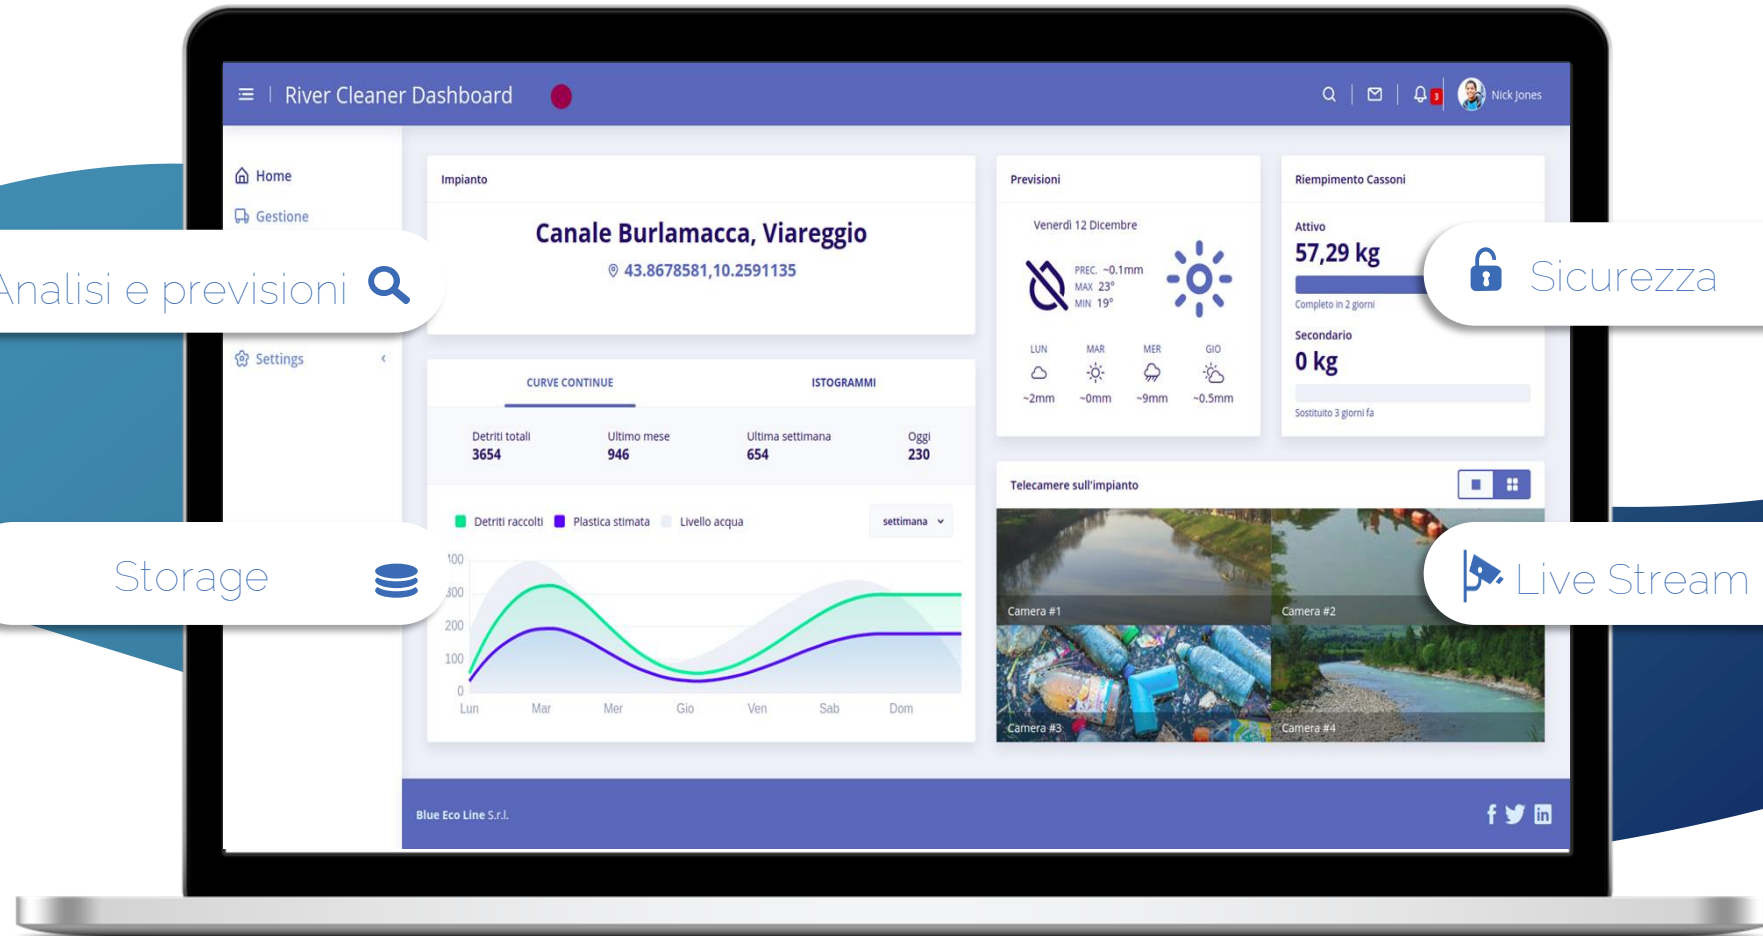 River Cleaner Dashboard
3
Nick Jones
Home
Gestione
Settings
Analisi e previsioni
Storage
Sicurezza
Live Stream
Impianto
Canale Burlamacca, Viareggio
43.8678581,10.2591135
CURVE CONTINUE ISTOGRAMMI
Detriti totali Ultimo mese Ultima settimana Oggi
3654 946 654 230
Detriti raccolti Plastica stimata Livello acqua settimana
400
300
200
100
0
Lun Mar Mer Gio Ven Sab Dom
Previsioni
Venerdì 12 Dicembre
PREC. ~0.1mm
MAX 23°
MIN 19°
LUN MAR MER GIO
~2mm ~0mm ~9mm ~0.5mm
Riempimento Cassoni
Attivo
57,29 kg
Completo in 2 giorni
Secondario
0 kg
Sostituito 3 giorni fa
Telecamere sull'impianto
Camera #1 Camera #2
Camera #3 Camera #4
Blue Eco Line S.r.l.